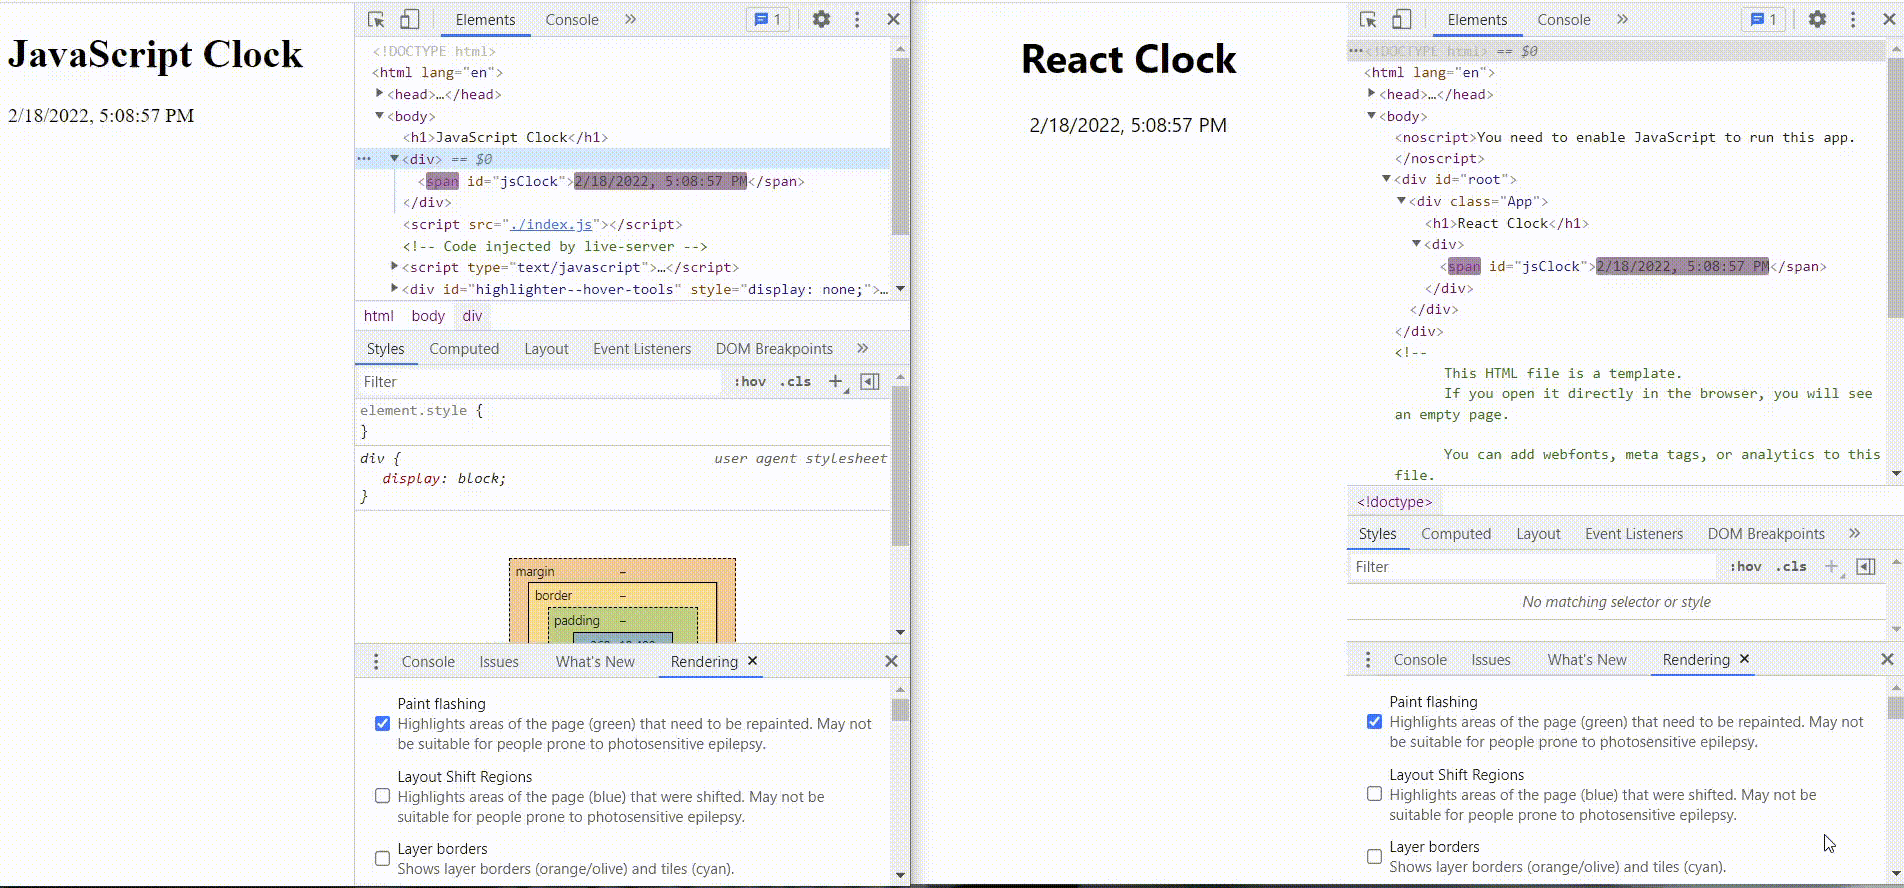 JavaScript Clock
2/18/2022, 5:08:57 PM
Elements
Console
1
<!DOCTYPE html>
<html lang="en">
<head>…</head>
<body>
<h1>JavaScript Clock</h1>
<div> == $0
<span id="jsClock">2/18/2022, 5:08:57 PM</span>
</div>
<script src="./index.js"></script>
<!-- Code injected by live-server -->
<script type="text/javascript">…</script>
<div id="highlighter--hover-tools" style="display: none;">…
html body div
Styles Computed Layout Event Listeners DOM Breakpoints
Filter :hov .cls
element.style {
}
div { user agent stylesheet
display: block;
}
margin –
border –
padding –
Console Issues What's New Rendering
Paint flashing
Highlights areas of the page (green) that need to be repainted. May not
be suitable for people prone to photosensitive epilepsy.
Layout Shift Regions
Highlights areas of the page (blue) that were shifted. May not be
suitable for people prone to photosensitive epilepsy.
Layer borders
Shows layer borders (orange/olive) and tiles (cyan).
React Clock
2/18/2022, 5:08:57 PM
Elements
Console
1
<!DOCTYPE html> == $0
<html lang="en">
<head>…</head>
<body>
<noscript>You need to enable JavaScript to run this app.
</noscript>
<div id="root">
<div class="App">
<h1>React Clock</h1>
<div>
<span id="jsClock">2/18/2022, 5:08:57 PM</span>
</div>
</div>
</div>
<!--
This HTML file is a template.
If you open it directly in the browser, you will see
an empty page.
You can add webfonts, meta tags, or analytics to this
file.
<!doctype>
Styles Computed Layout Event Listeners DOM Breakpoints
Filter :hov .cls
No matching selector or style
Console Issues What's New Rendering
Paint flashing
Highlights areas of the page (green) that need to be repainted. May not
be suitable for people prone to photosensitive epilepsy.
Layout Shift Regions
Highlights areas of the page (blue) that were shifted. May not be
suitable for people prone to photosensitive epilepsy.
Layer borders
Shows layer borders (orange/olive) and tiles (cyan).